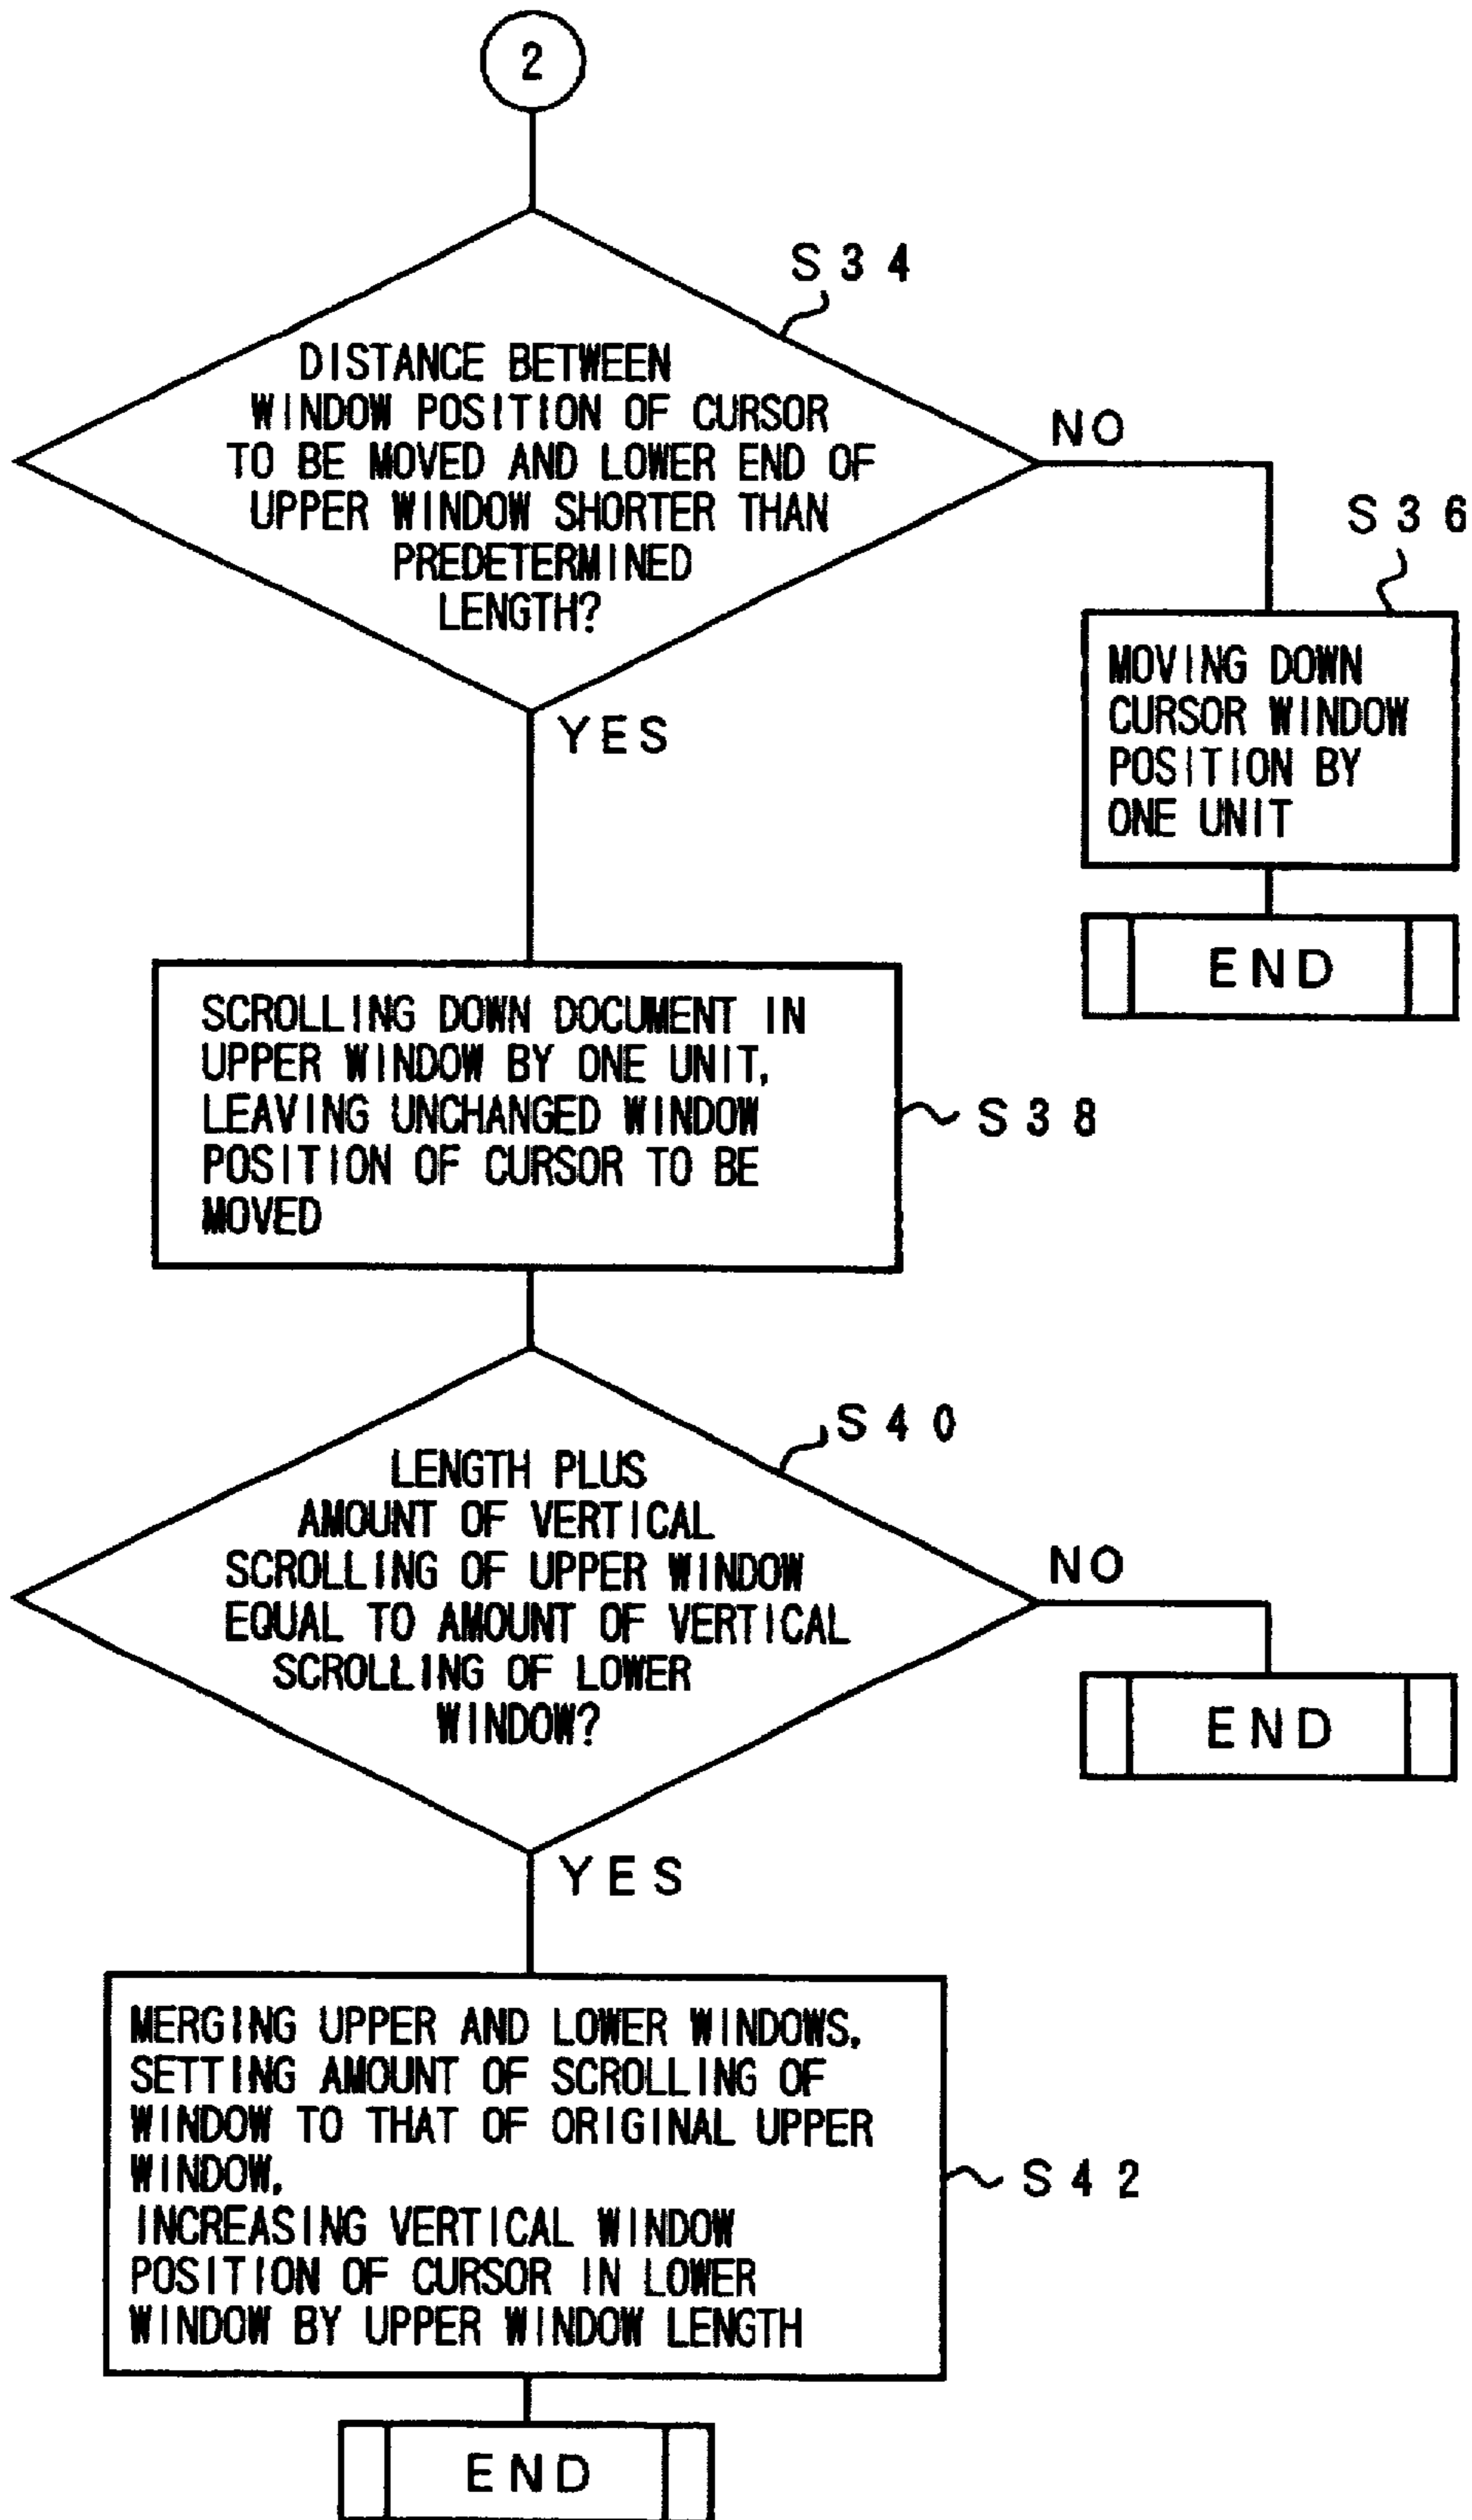 2
S34
DISTANCE BETWEEN
WINDOW POSITION OF CURSOR
TO BE MOVED AND LOWER END OF
UPPER WINDOW SHORTER THAN
PREDETERMINED
LENGTH?
NO
YES
S36
MOVING DOWN
CURSOR WINDOW
POSITION BY
ONE UNIT
END
SCROLLING DOWN DOCUMENT IN
UPPER WINDOW BY ONE UNIT,
LEAVING UNCHANGED WINDOW
POSITION OF CURSOR TO BE
MOVED
S38
S40
LENGTH PLUS
AMOUNT OF VERTICAL
SCROLLING OF UPPER WINDOW
EQUAL TO AMOUNT OF VERTICAL
SCROLLING OF LOWER
WINDOW?
NO
END
YES
MERGING UPPER AND LOWER WINDOWS,
SETTING AMOUNT OF SCROLLING OF
WINDOW TO THAT OF ORIGINAL UPPER
WINDOW,
INCREASING VERTICAL WINDOW
POSITION OF CURSOR IN LOWER
WINDOW BY UPPER WINDOW LENGTH
S42
END